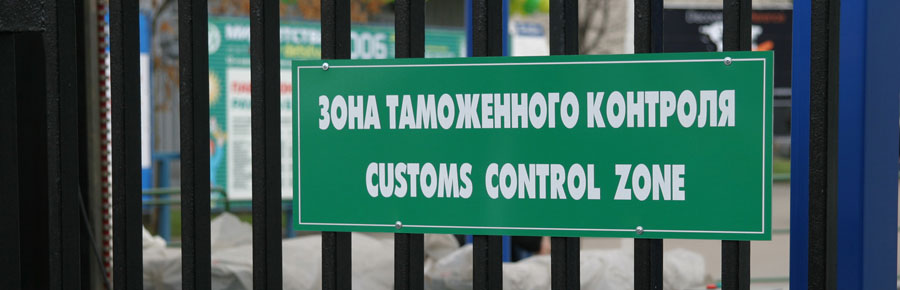 ЗОНА ТАМОЖЕННОГО КОНТРОЛЯ
CUSTOMS CONTROL ZONE